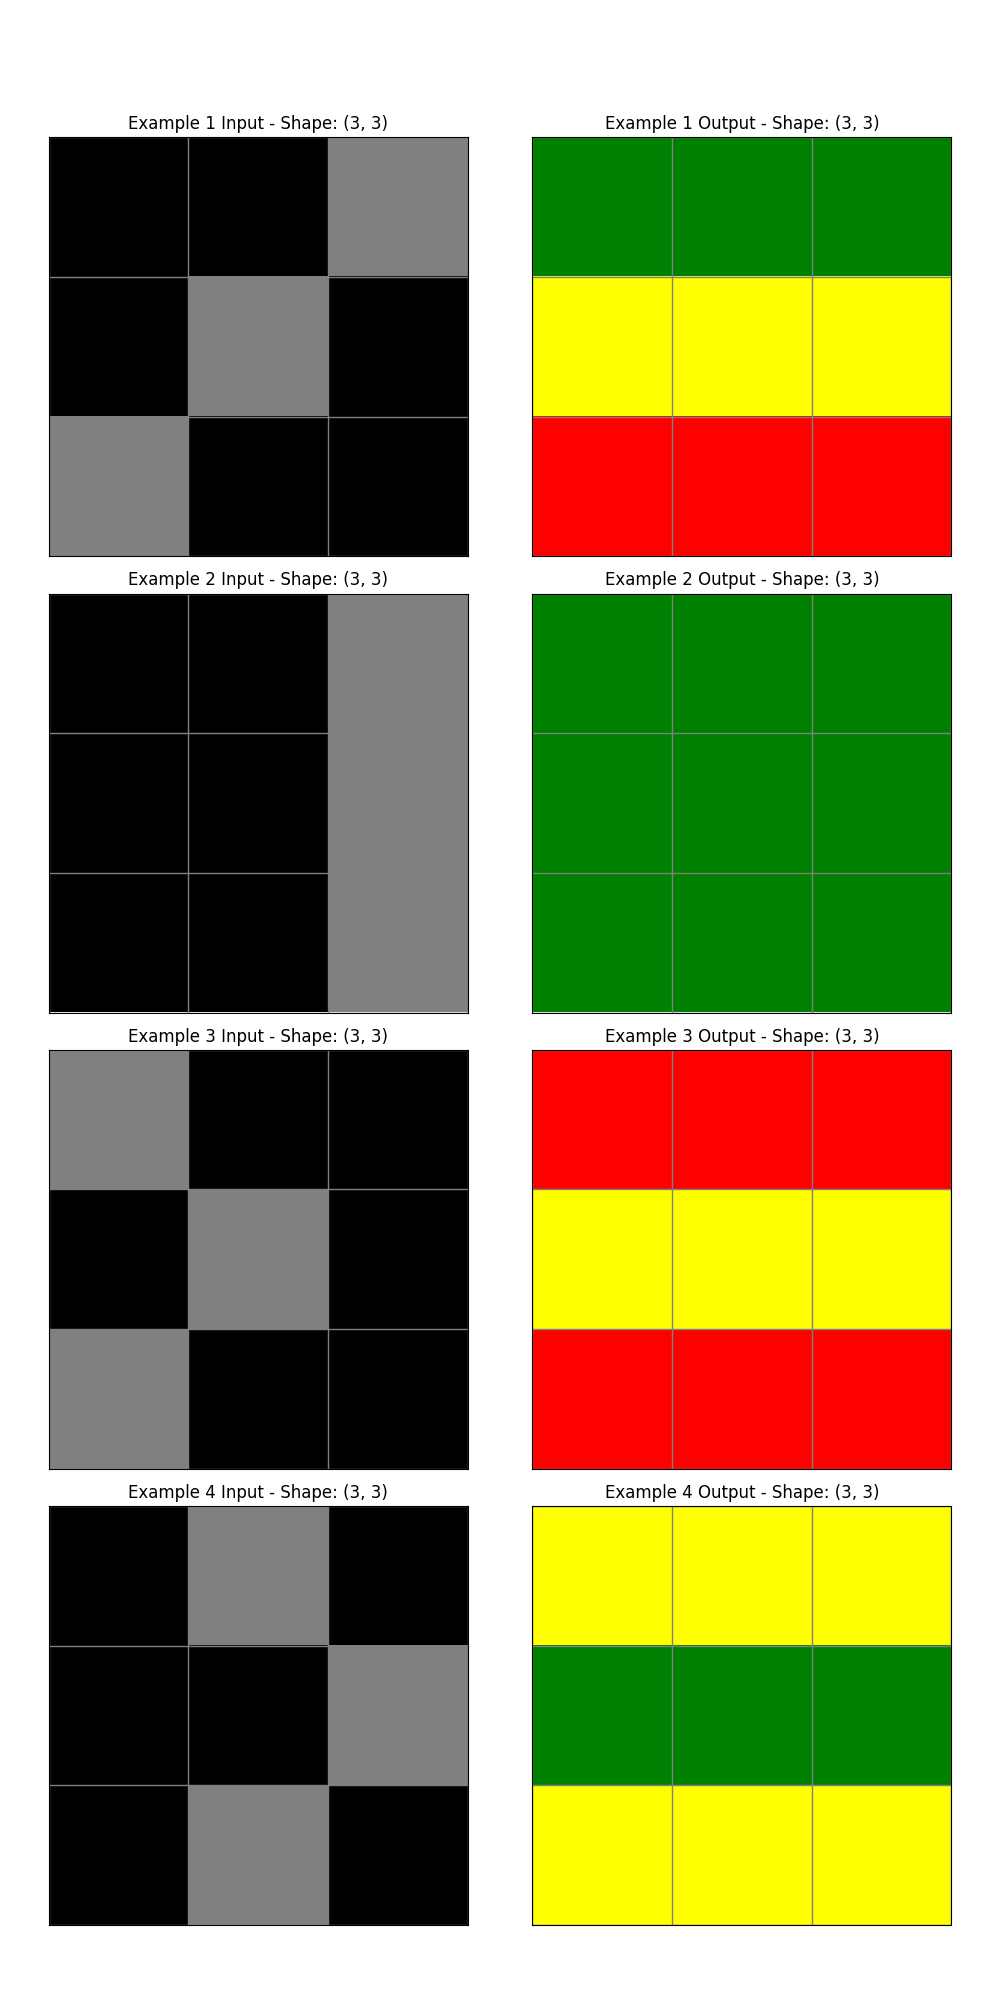 Example 1 Input - Shape: (3, 3)
Example 1 Output - Shape: (3, 3)
Example 2 Input - Shape: (3, 3)
Example 2 Output - Shape: (3, 3)
Example 3 Input - Shape: (3, 3)
Example 3 Output - Shape: (3, 3)
Example 4 Input - Shape: (3, 3)
Example 4 Output - Shape: (3, 3)